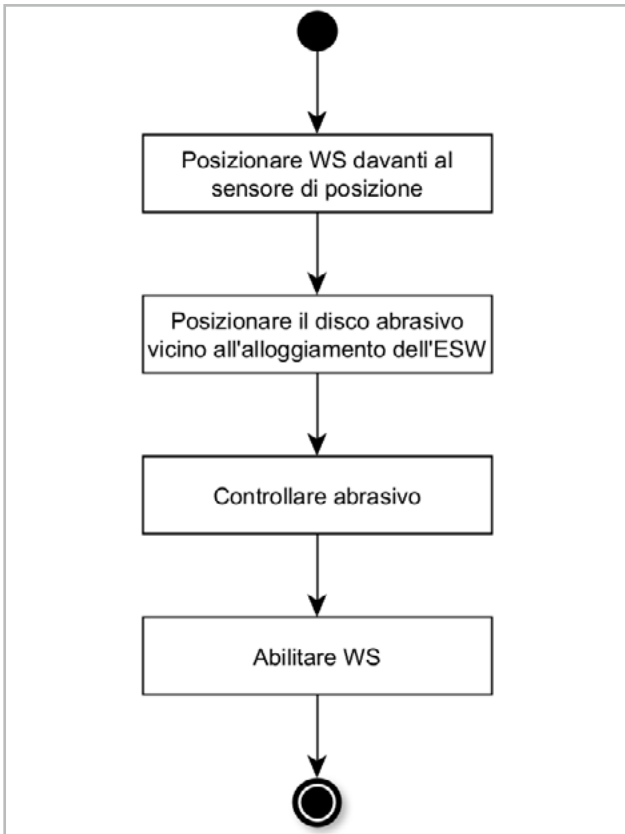 Posizionare WS davanti al
sensore di posizione
Posizionare il disco abrasivo
vicino all'alloggiamento dell'ESW
Controllare abrasivo
Abilitare WS